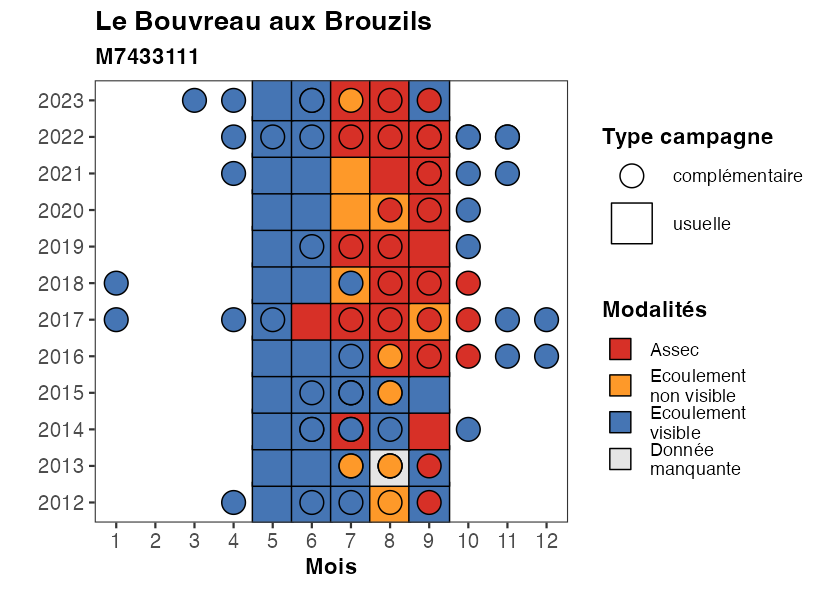 Le Bouvreau aux Brouzils
M7433111
2023
2022
2021
2020
2019
2018
2017
2016
2015
2014
2013
2012
1 2 3 4 5 6 7 8 9 10 11 12
Mois
Type campagne
complémentaire
usuelle
Modalités
Assec
Ecoulement
non visible
Ecoulement
visible
Donnée
manquante